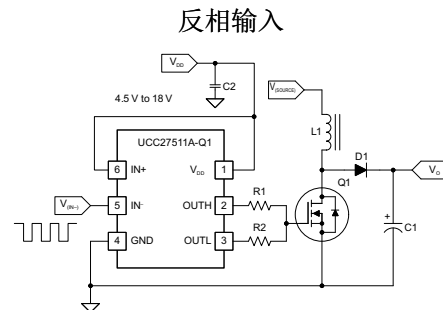 反相输入
VDD
C2
V(SOURCE)
4.5 V to 18 V
L1
UCC27511A-Q1
D1
VO
6 IN+
VDD 1
Q1
V(IN–)
5 IN-
OUTH 2
R1
4 GND
OUTL 3
R2
+
C1